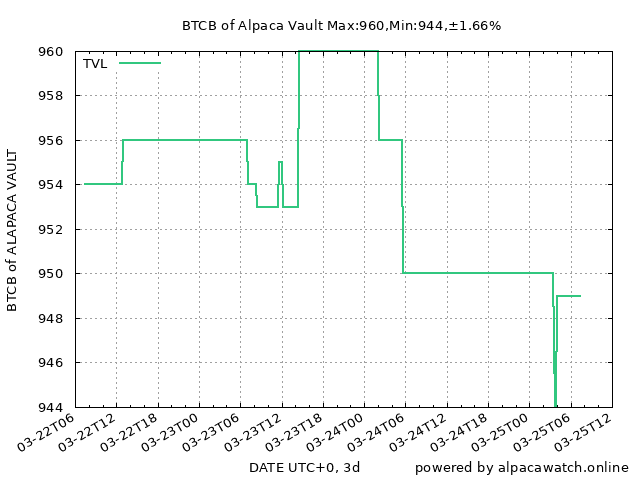 BTCB of Alpaca Vault Max:960,Min:944,±1.66%
TVL
960
958
956
954
952
950
948
946
944
BTCB of ALAPACA VAULT
03-22T06
03-22T12
03-22T18
03-23T00
03-23T06
03-23T12
03-23T18
03-24T00
03-24T06
03-24T12
03-24T18
03-25T00
03-25T06
03-25T12
DATE UTC+0, 3d
powered by alpacawatch.online